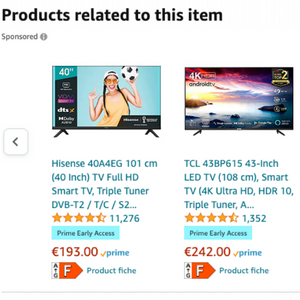 Products related to this item
Sponsored
40"
Hisense
4K HDR
androidtv
2
Hisense 40A4EG 101 cm
(40 Inch) TV Full HD
Smart TV, Triple Tuner
DVB-T2 / T/C / S2...
11,276
Prime Early Access
€193.00 prime
A
G
F
Product fiche
TCL 43BP615 43-Inch
LED TV (108 cm), Smart
TV (4K Ultra HD, HDR 10,
Triple Tuner, A...
1,352
Prime Early Access
€242.00 prime
A
G
F
Product fiche